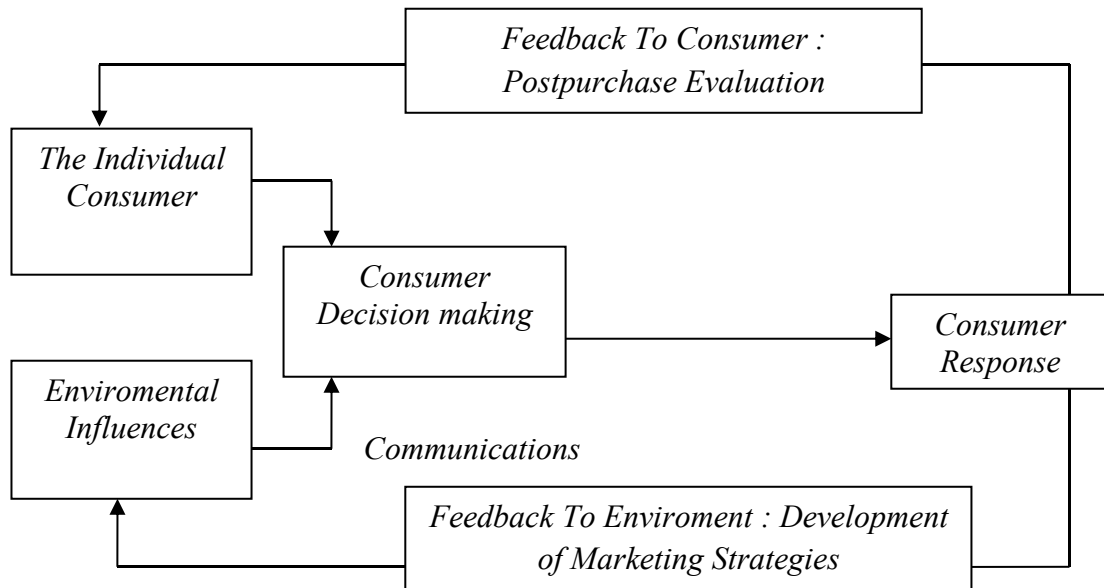 Feedback To Consumer :
Postpurchase Evaluation
The Individual
Consumer
Consumer
Decision making
Consumer
Response
Enviromental
Influences
Communications
Feedback To Enviroment : Development
of Marketing Strategies